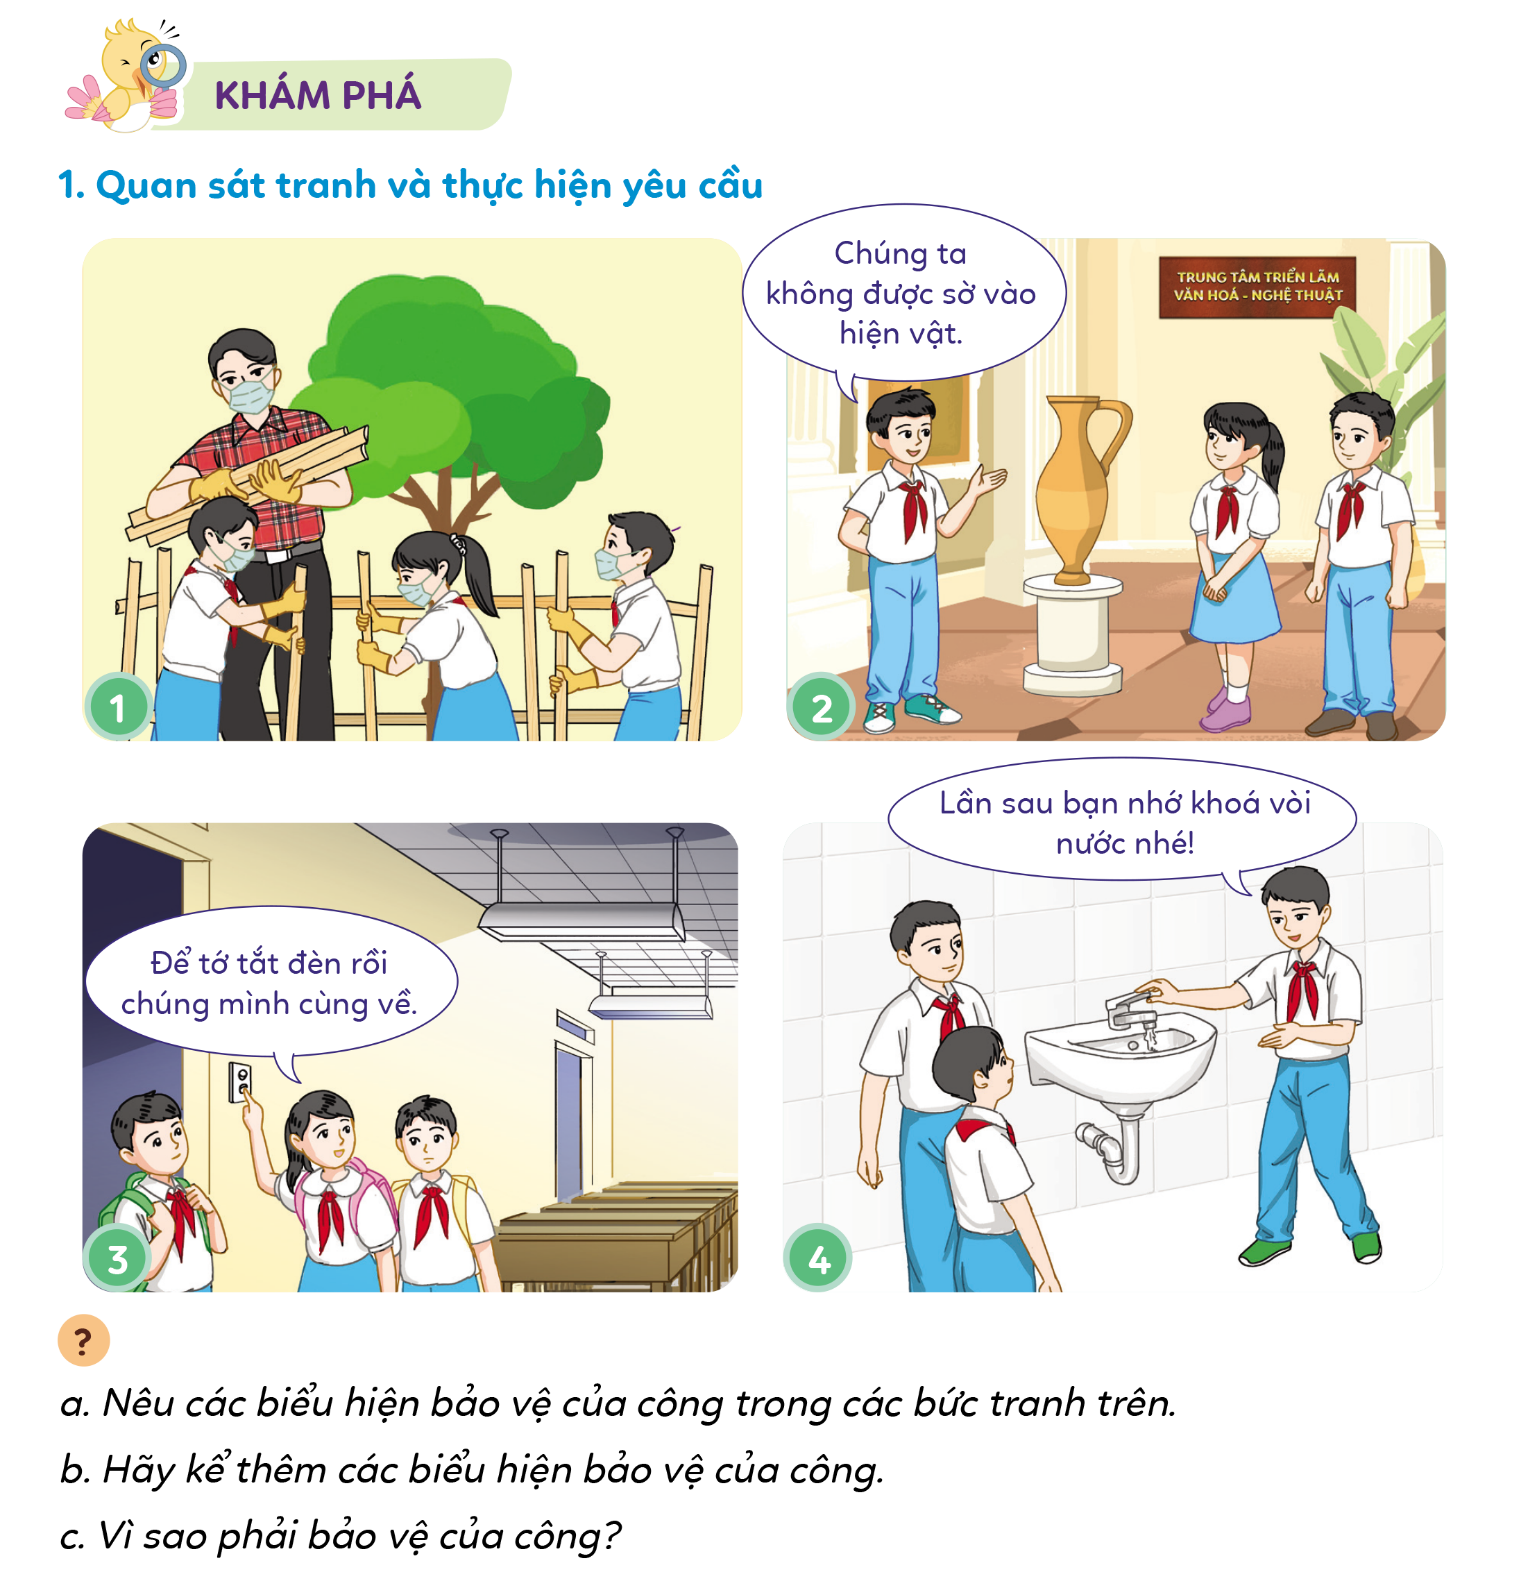 KHÁM PHÁ
1. Quan sát tranh và thực hiện yêu cầu
Chúng ta
không được sờ vào
hiện vật.
TRUNG TÂM TRIỂN LÃM
VĂN HOÁ - NGHỆ THUẬT
1
2
Lần sau bạn nhớ khoá vòi
nước nhé!
Để tớ tắt đèn rồi
chúng mình cùng về.
3
4
?
a. Nêu các biểu hiện bảo vệ của công trong các bức tranh trên.
b. Hãy kể thêm các biểu hiện bảo vệ của công.
c. Vì sao phải bảo vệ của công?